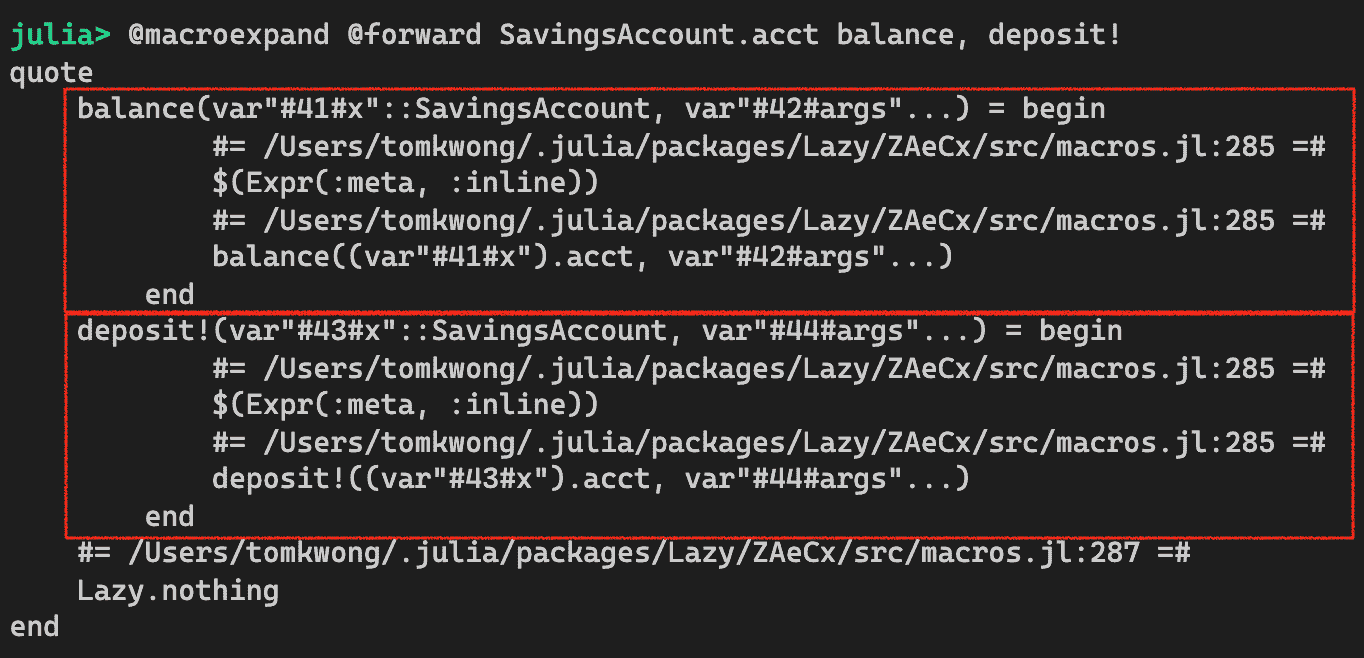 julia> @macroexpand @forward SavingsAccount.acct balance, deposit!
quote
    balance(var"#41#x"::SavingsAccount, var"#42#args"...) = begin
            #= /Users/tomkwong/.julia/packages/Lazy/ZAeCx/src/macros.jl:285 =#
            $(Expr(:meta, :inline))
            #= /Users/tomkwong/.julia/packages/Lazy/ZAeCx/src/macros.jl:285 =#
            balance((var"#41#x").acct, var"#42#args"...)
        end
    deposit!(var"#43#x"::SavingsAccount, var"#44#args"...) = begin
            #= /Users/tomkwong/.julia/packages/Lazy/ZAeCx/src/macros.jl:285 =#
            $(Expr(:meta, :inline))
            #= /Users/tomkwong/.julia/packages/Lazy/ZAeCx/src/macros.jl:285 =#
            deposit!((var"#43#x").acct, var"#44#args"...)
        end
    #= /Users/tomkwong/.julia/packages/Lazy/ZAeCx/src/macros.jl:287 =#
    Lazy.nothing
end